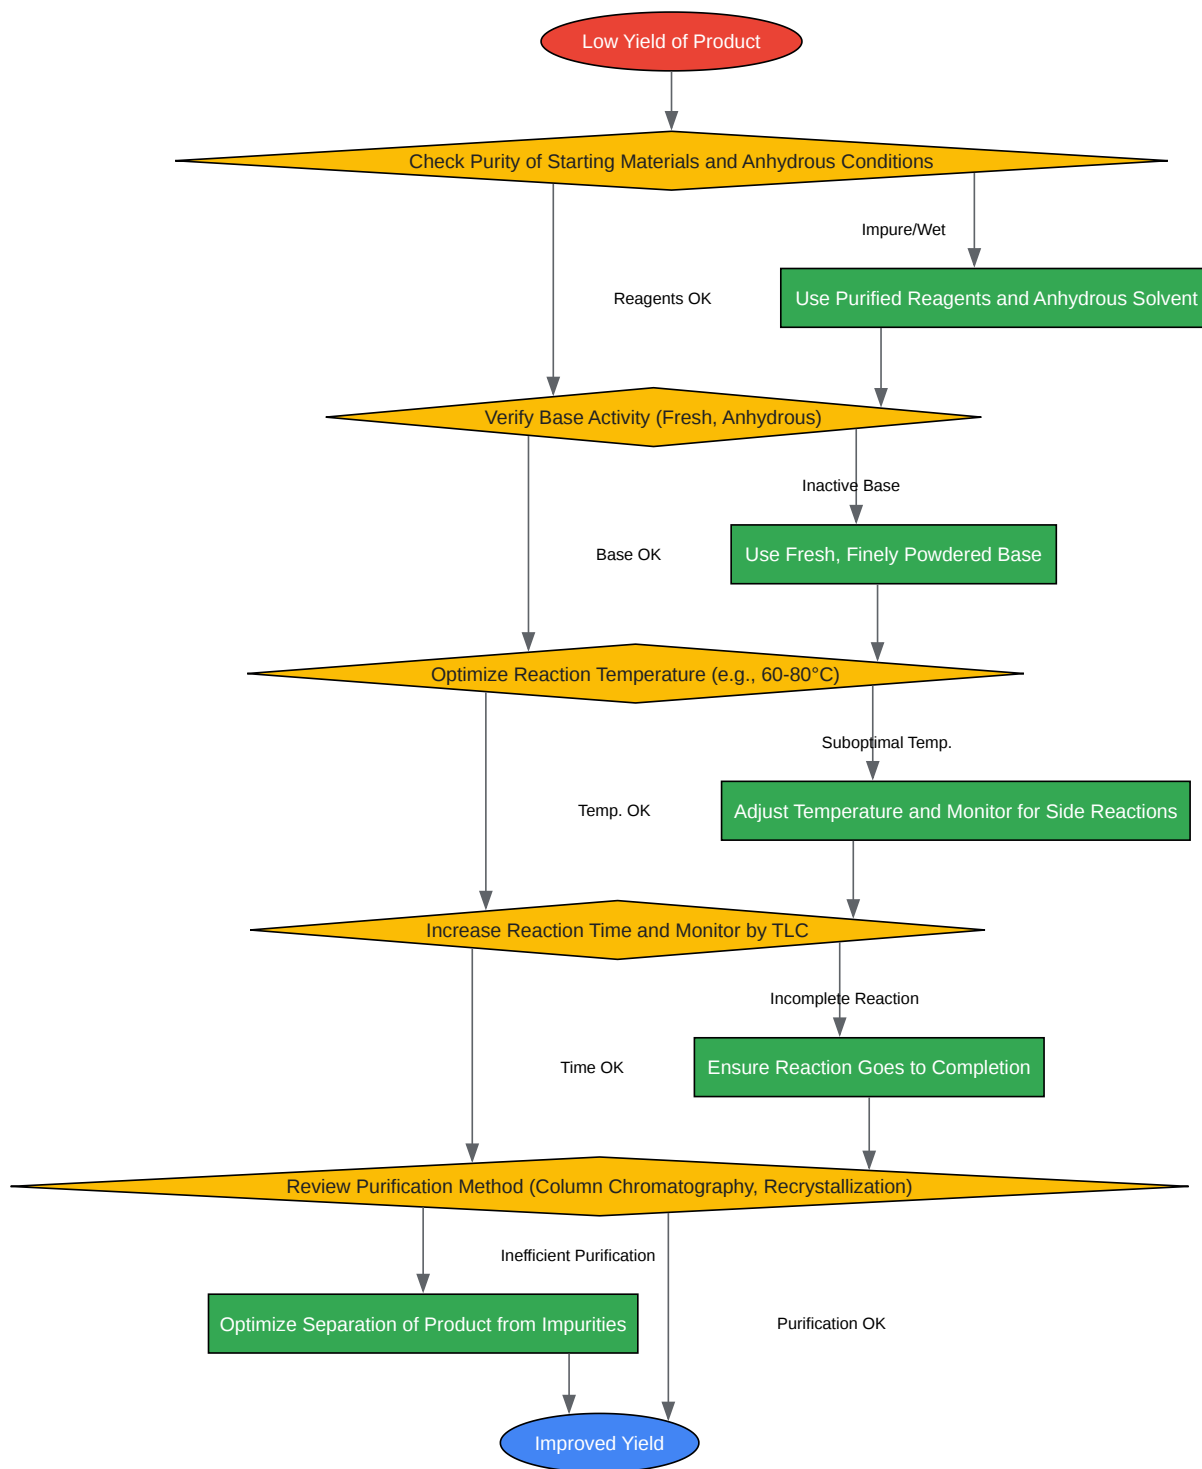 Low Yield of Product
Check Purity of Starting Materials and Anhydrous Conditions
Impure/Wet
Reagents OK
Use Purified Reagents and Anhydrous Solvent
Verify Base Activity (Fresh, Anhydrous)
Inactive Base
Base OK
Use Fresh, Finely Powdered Base
Optimize Reaction Temperature (e.g., 60-80°C)
Suboptimal Temp.
Temp. OK
Adjust Temperature and Monitor for Side Reactions
Increase Reaction Time and Monitor by TLC
Incomplete Reaction
Time OK
Ensure Reaction Goes to Completion
Review Purification Method (Column Chromatography, Recrystallization)
Inefficient Purification
Optimize Separation of Product from Impurities
Purification OK
Improved Yield